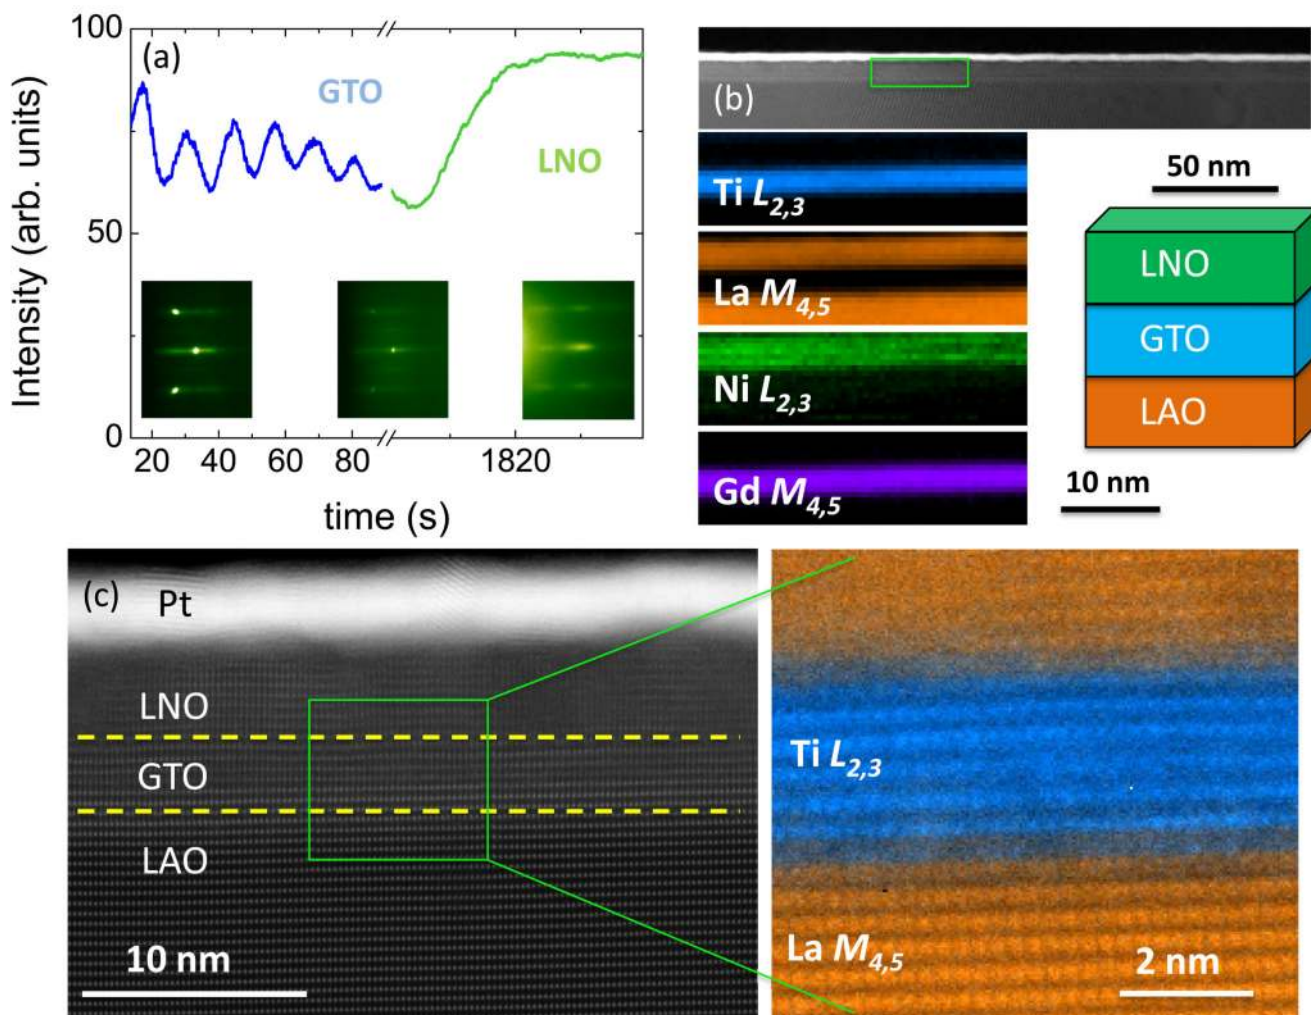 100
(a)
GTO
LNO
50
0
Intensity (arb. units)
20
40
60
80
1820
time (s)
(b)
Ti L2,3
La M4,5
Ni L2,3
Gd M4,5
50 nm
LNO
GTO
LAO
10 nm
(c)
Pt
LNO
GTO
LAO
10 nm
Ti L2,3
La M4,5
2 nm